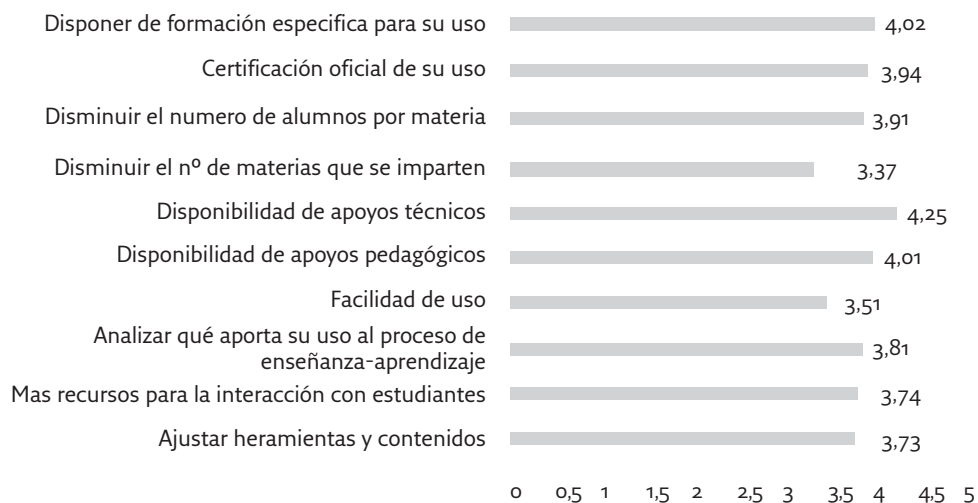 Disponer de formación especifica para su uso 4,02
Certificación oficial de su uso 3,94
Disminuir el numero de alumnos por materia 3,91
Disminuir el nº de materias que se imparten 3,37
Disponibilidad de apoyos técnicos 4,25
Disponibilidad de apoyos pedagógicos 4,01
Facilidad de uso 3,51
Analizar qué aporta su uso al proceso de
enseñanza-aprendizaje 3,81
Mas recursos para la interacción con estudiantes 3,74
Ajustar heramientas y contenidos 3,73
0 0,5 1 1,5 2 2,5 3 3,5 4 4,5 5